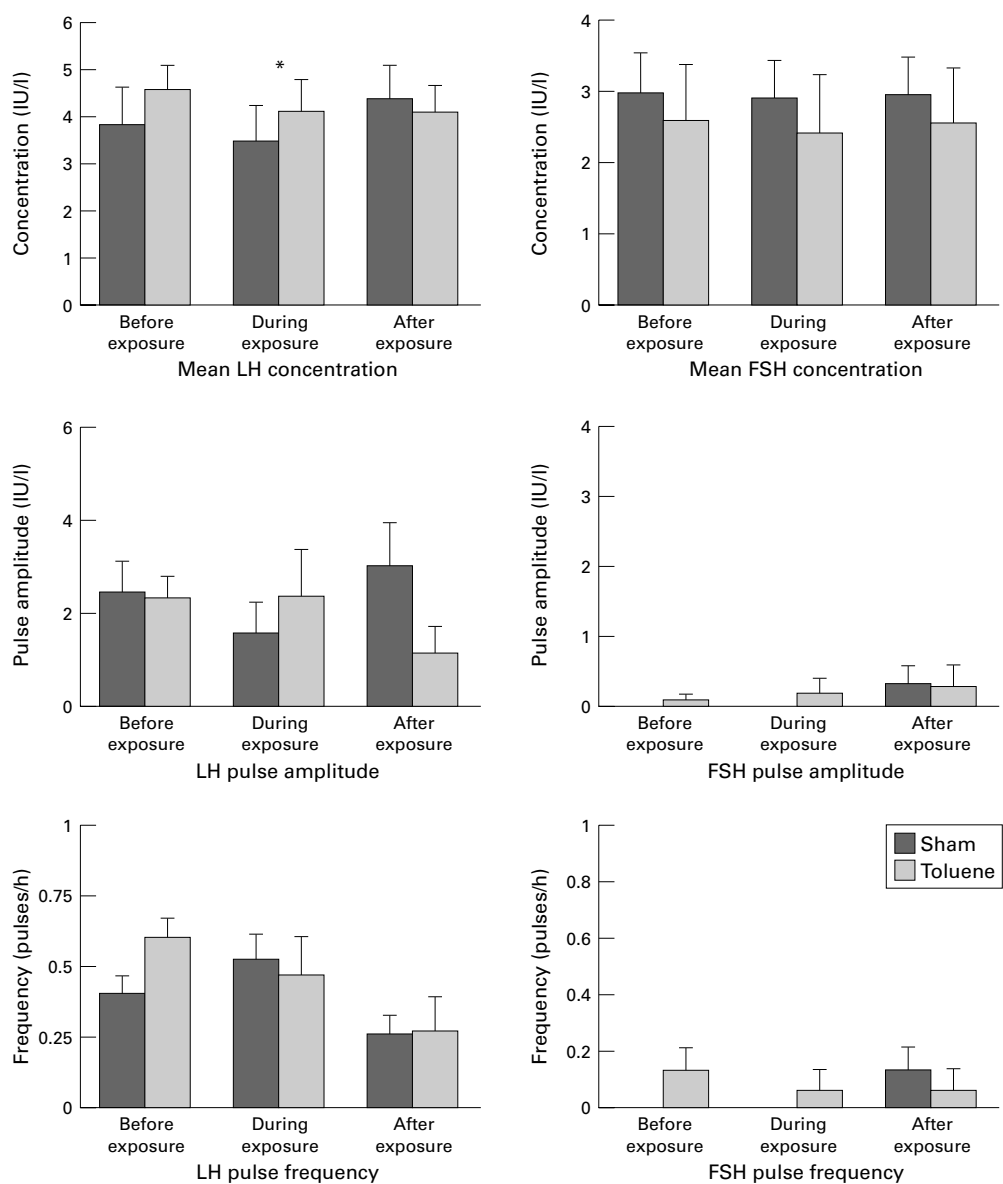 6
5
4
3
2
1
0
Concentration (IU/l)
*
Before exposure
During exposure
After exposure
Mean LH concentration
4
3
2
1
0
Concentration (IU/l)
Before exposure
During exposure
After exposure
Mean FSH concentration
6
4
2
0
Pulse amplitude (IU/l)
Before exposure
During exposure
After exposure
LH pulse amplitude
4
3
2
1
0
Pulse amplitude (IU/l)
Before exposure
During exposure
After exposure
FSH pulse amplitude
1
0.75
0.5
0.25
0
Frequency (pulses/h)
Before exposure
During exposure
After exposure
LH pulse frequency
1
0.8
0.6
0.4
0.2
0
Frequency (pulses/h)
Sham
Toluene
Before exposure
During exposure
After exposure
FSH pulse frequency